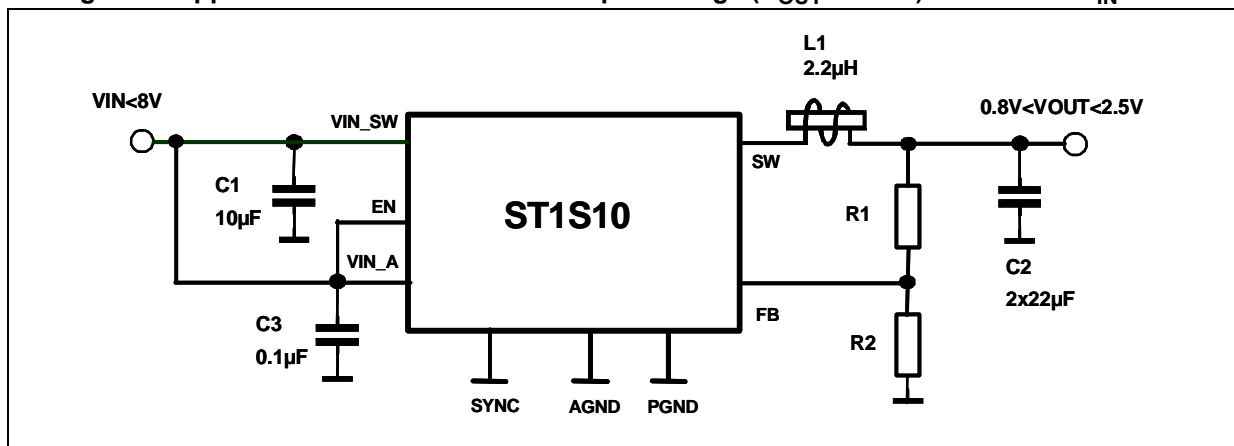 VIN<8V
VIN_SW
C1
10µF
EN
VIN_A
C3
0.1µF
ST1S10
SYNC
AGND
PGND
L1
2.2µH
SW
FB
0.8V<VOUT<2.5V
R1
R2
C2
2x22µF